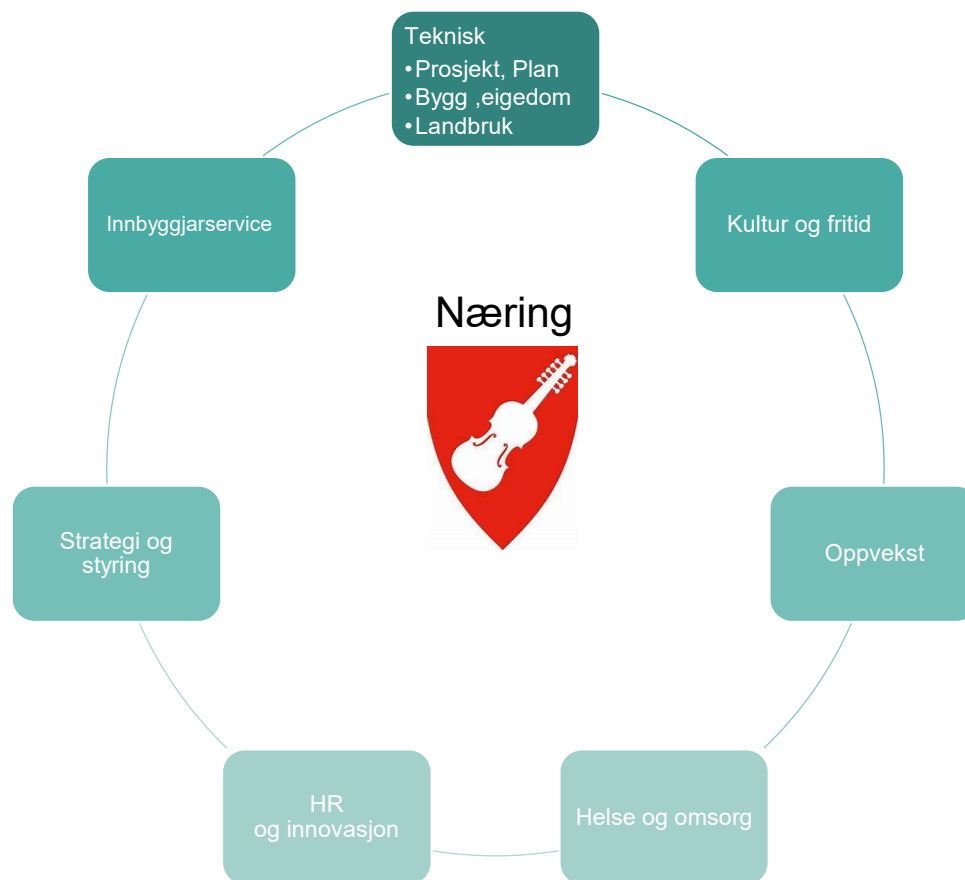 Teknisk
•Prosjekt, Plan
•Bygg ,eigedom
•Landbruk
Innbyggjarservice
Kultur og fritid
Næring
Strategi og
styring
Oppvekst
HR
og innovasjon
Helse og omsorg